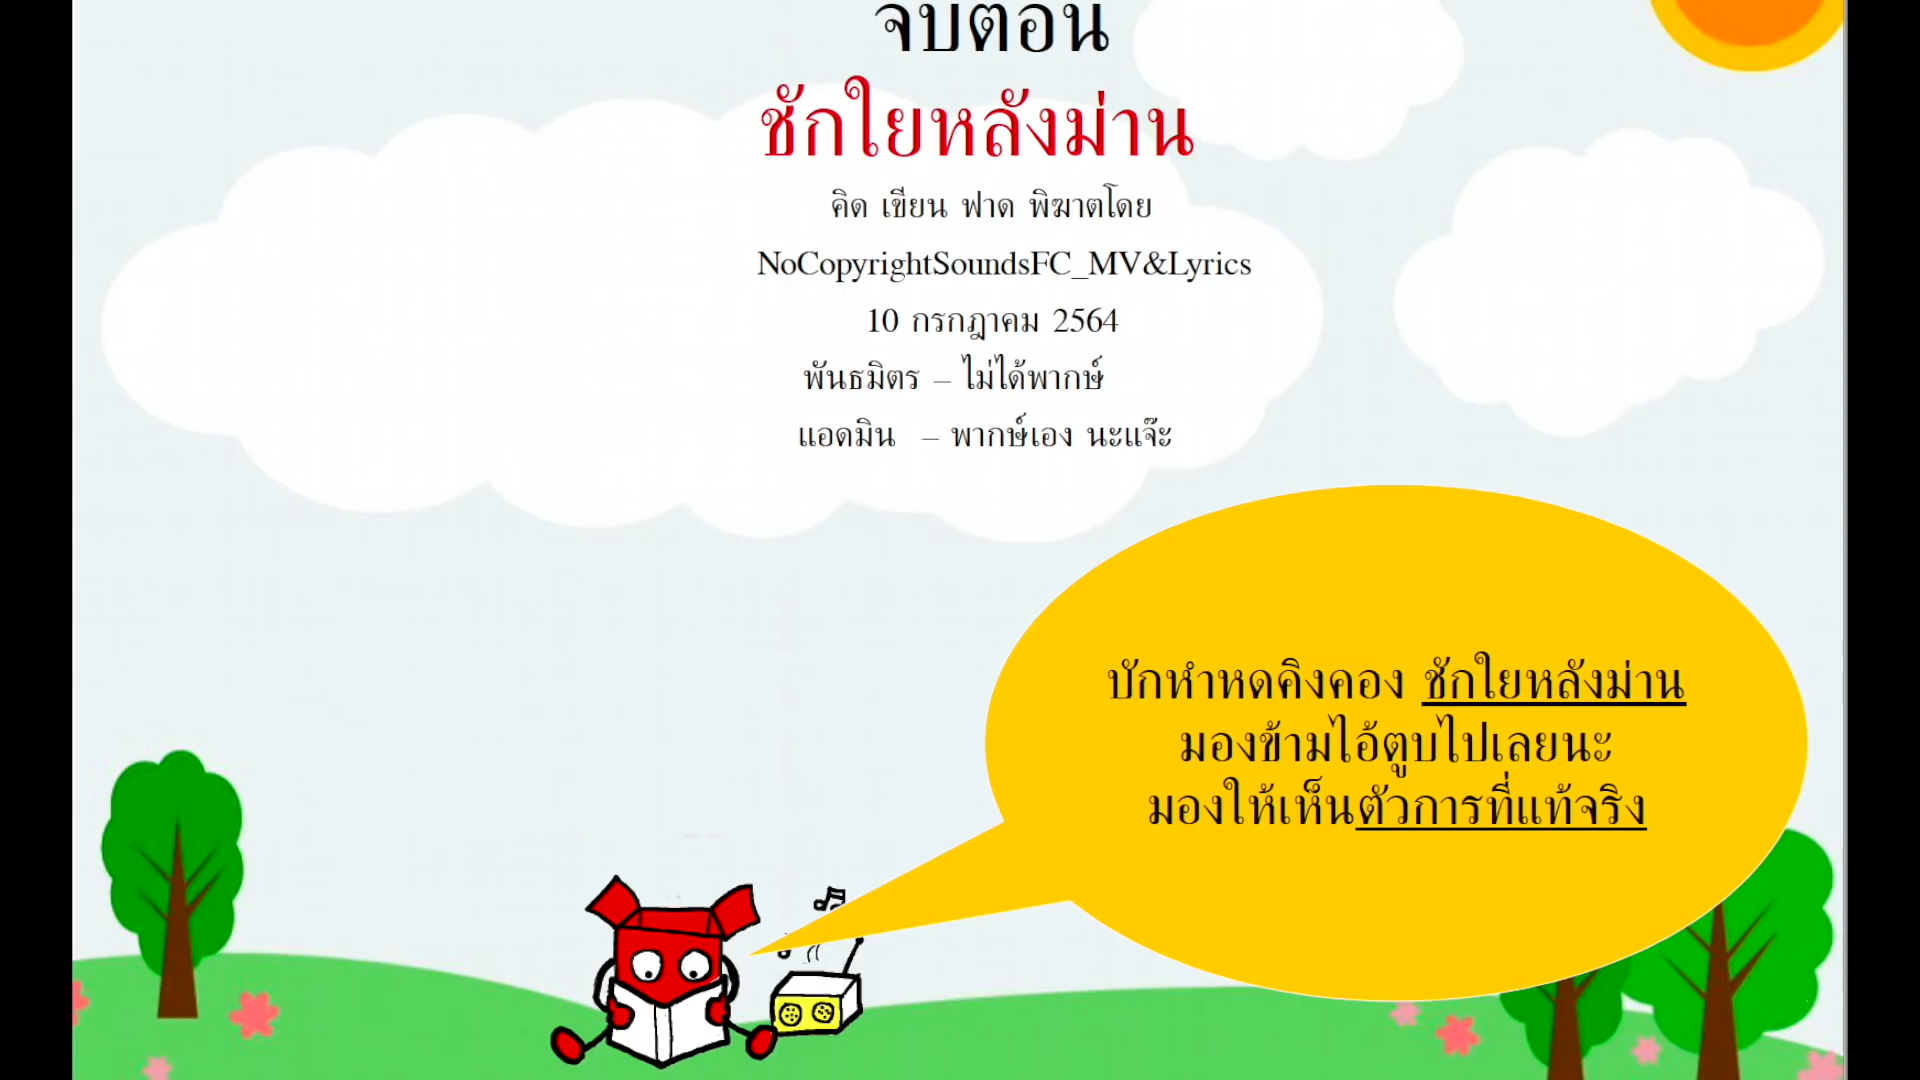 จบตอน
ชักใยหลังม่าน
คิด เขียน ฟาด พิฆาตโดย
NoCopyrightSoundsFC_MV&Lyrics
10 กรกฎาคม 2564
พันธมิตร – ไม่ได้พากษ์
แอดมิน – พากษ์เอง นะแจ๊ะ
บักหำหดคิงคอง ชักใยหลังม่าน
มองข้ามไอ้ตูบไปเลยนะ
มองให้เห็นตัวการที่แท้จริง